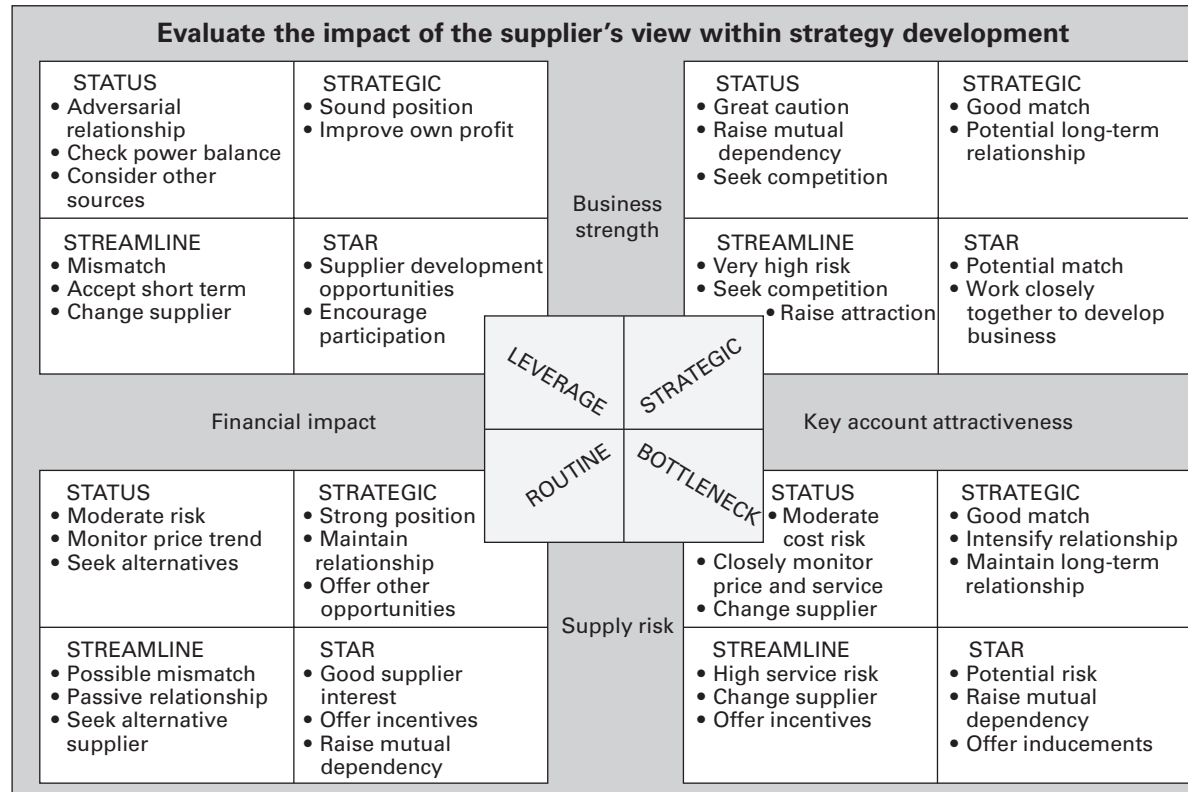 Evaluate the impact of the supplier’s view within strategy development
STATUS
• Adversarial
relationship
• Check power balance
• Consider other
sources
STRATEGIC
• Sound position
• Improve own profit
STREAMLINE
• Mismatch
• Accept short term
• Change supplier
STAR
• Supplier development
opportunities
• Encourage
participation
Business
strength
STATUS
• Great caution
• Raise mutual
dependency
• Seek competition
STRATEGIC
• Good match
• Potential long-term
relationship
STREAMLINE
• Very high risk
• Seek competition
• Raise attraction
STAR
• Potential match
• Work closely
together to develop
business
Financial impact
LEVERAGE
STRATEGIC
ROUTINE
BOTTLENECK
Key account attractiveness
STATUS
• Moderate risk
• Monitor price trend
• Seek alternatives
STRATEGIC
• Strong position
• Maintain
relationship
• Offer other
opportunities
STREAMLINE
• Possible mismatch
• Passive relationship
• Seek alternative
supplier
STAR
• Good supplier
interest
• Offer incentives
• Raise mutual
dependency
Supply risk
STATUS
• Moderate
cost risk
• Closely monitor
price and service
• Change supplier
STRATEGIC
• Good match
• Intensify relationship
• Maintain long-term
relationship
STREAMLINE
• High service risk
• Change supplier
• Offer incentives
STAR
• Potential risk
• Raise mutual
dependency
• Offer inducements